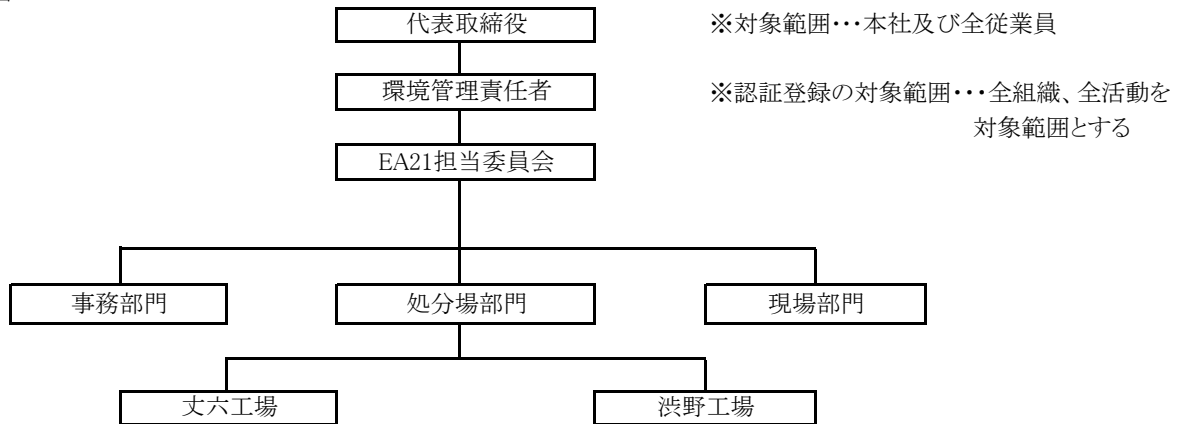 代表取締役
※対象範囲･･･本社及び全従業員
環境管理責任者
※認証登録の対象範囲･･･全組織、全活動を
対象範囲とする
EA21担当委員会
事務部門
処分場部門
現場部門
丈六工場
渋野工場